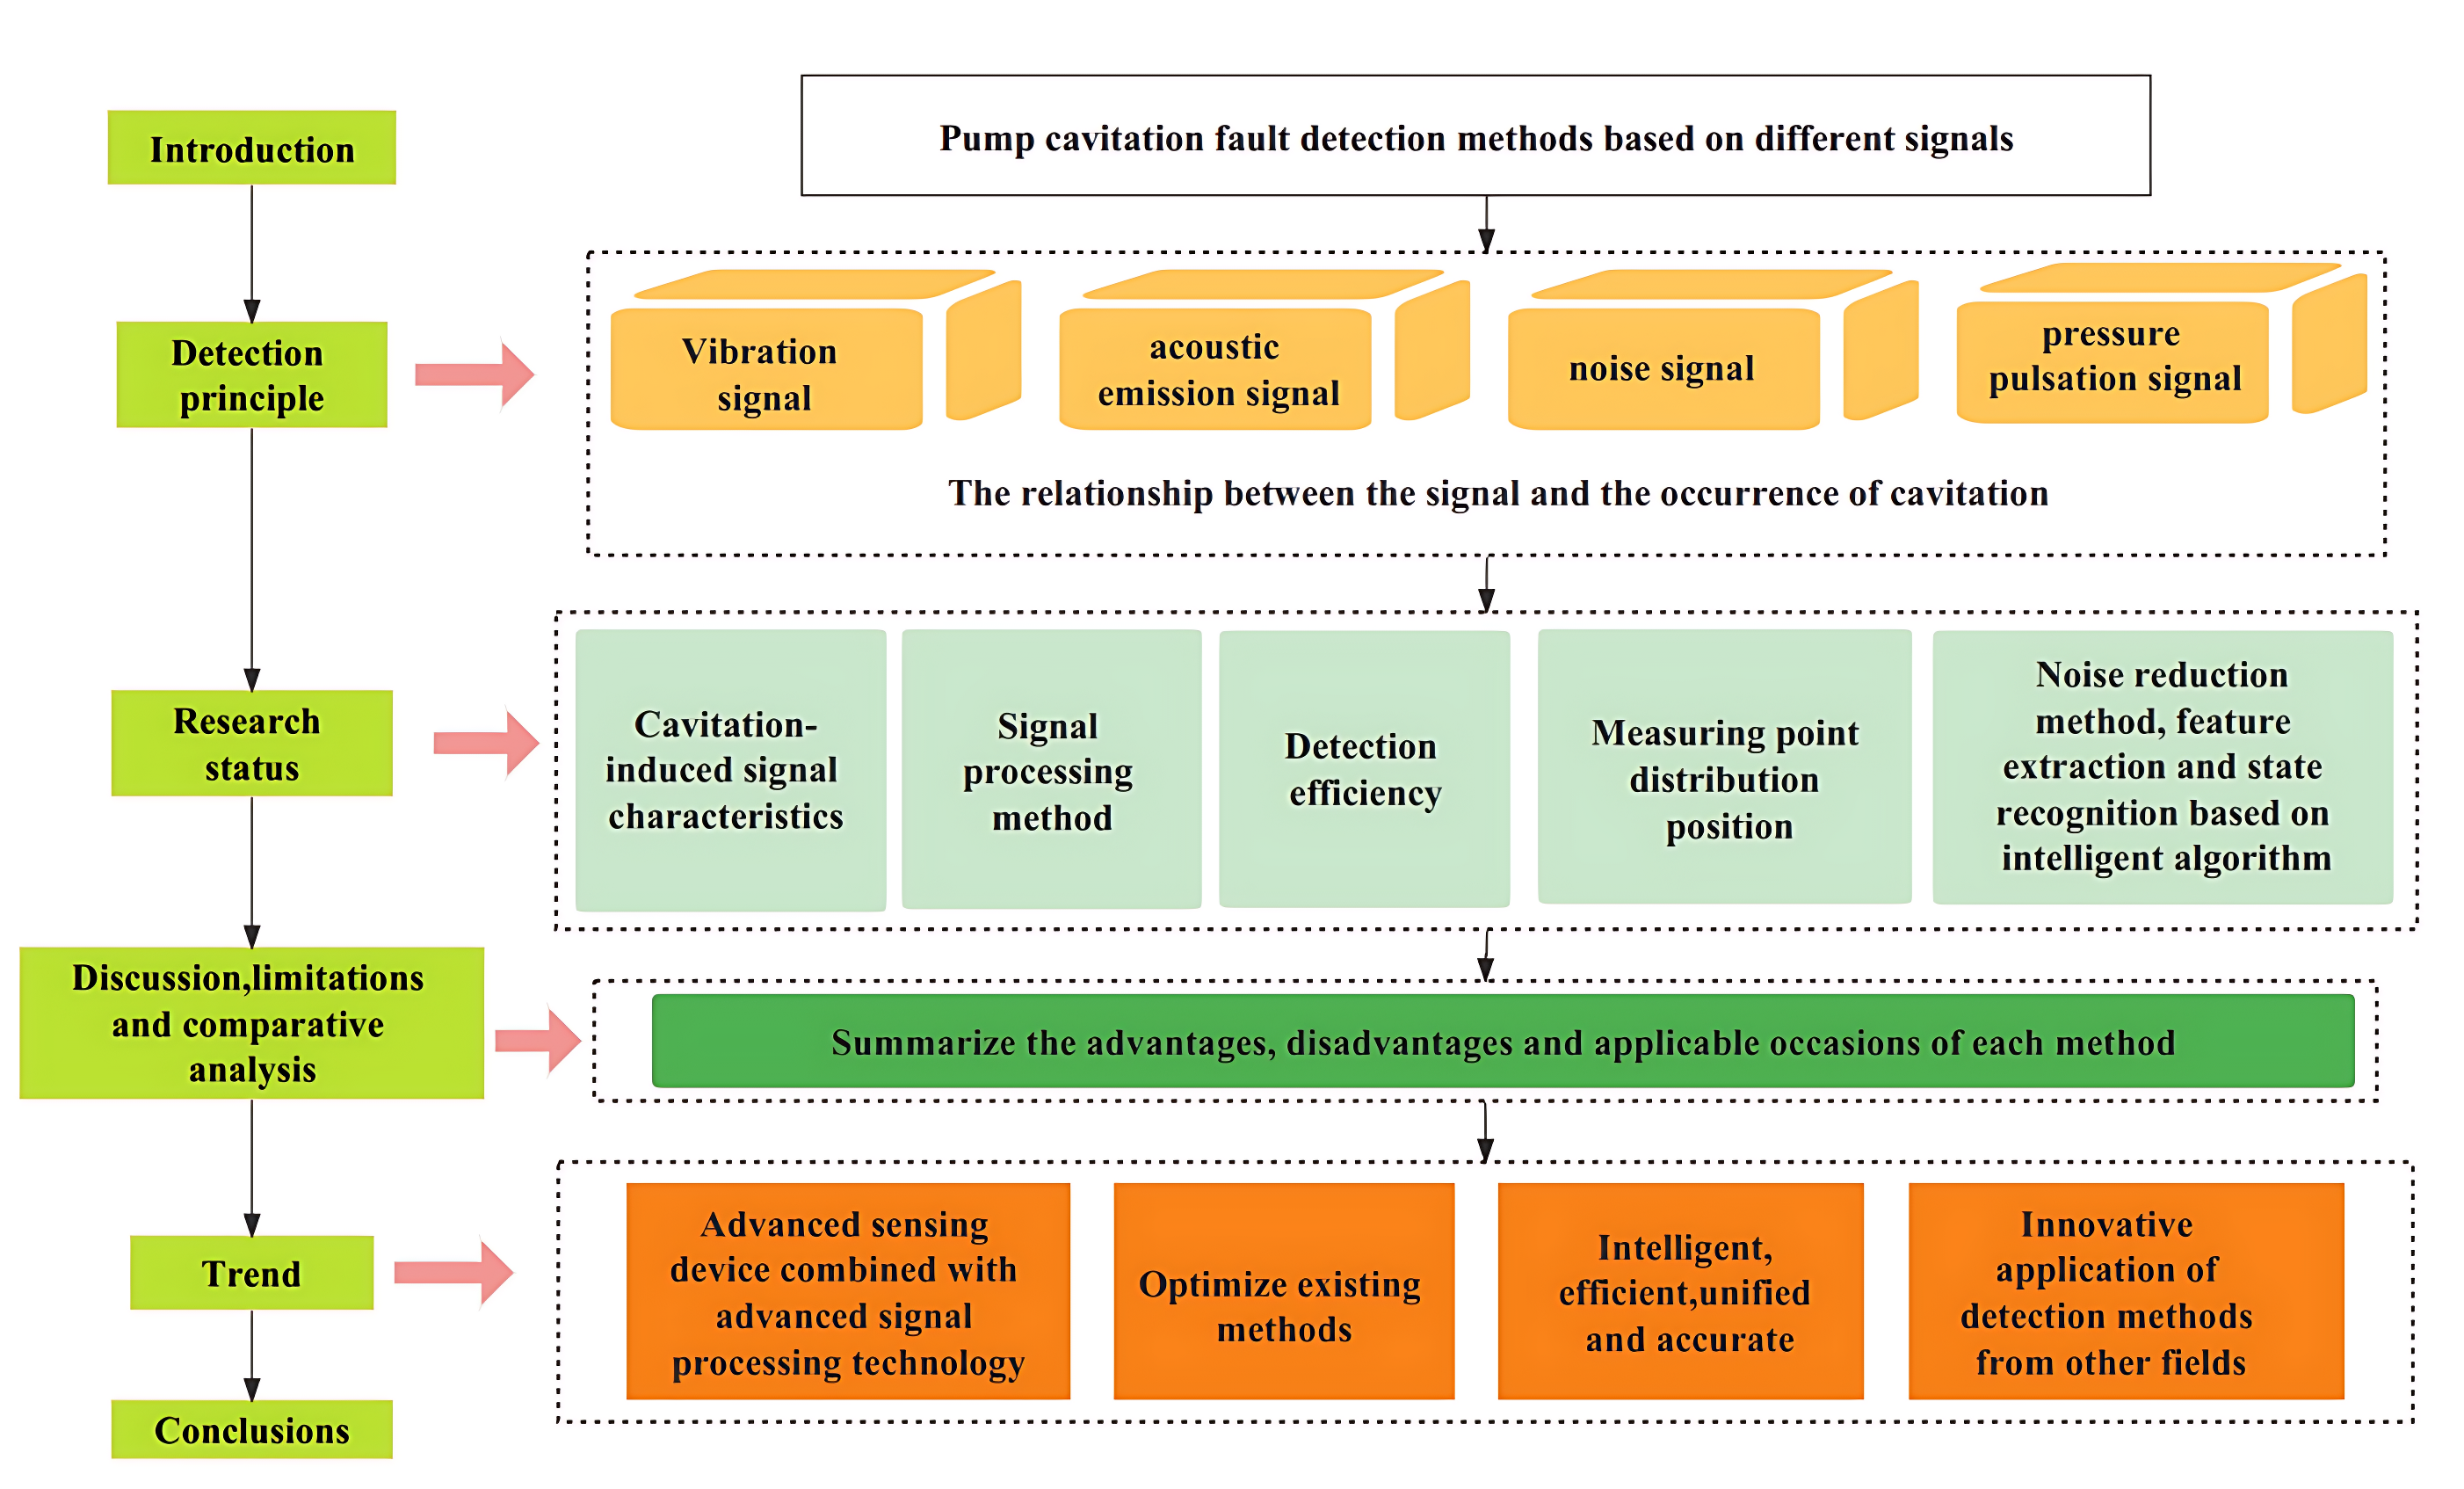 Introduction
Pump cavitation fault detection methods based on different signals
Detection
principle
Vibration
signal
acoustic
emission signal
noise signal
pressure
pulsation signal
The relationship between the signal and the occurrence of cavitation
Research
status
Cavitation-
induced signal
characteristics
Signal
processing
method
Detection
efficiency
Measuring point
distribution
position
Noise reduction
method, feature
extraction and state
recognition based on
intelligent algorithm
Discussion,limitations
and comparative
analysis
Summarize the advantages, disadvantages and applicable occasions of each method
Trend
Advanced sensing
device combined with
advanced signal
processing technology
Optimize existing
methods
Intelligent,
efficient,unified
and accurate
Innovative
application of
detection methods
from other fields
Conclusions